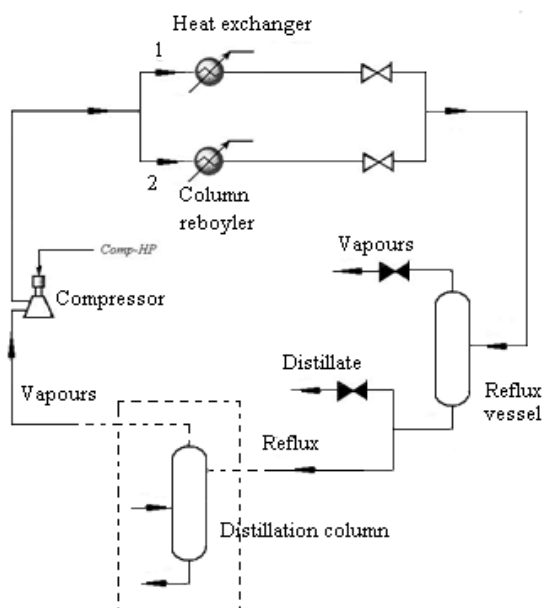 Heat exchanger
1
2
Column
reboyler
Comp-HP
Compressor
Vapours
Vapours
Distillate
Reflux
vessel
Reflux
Distillation column